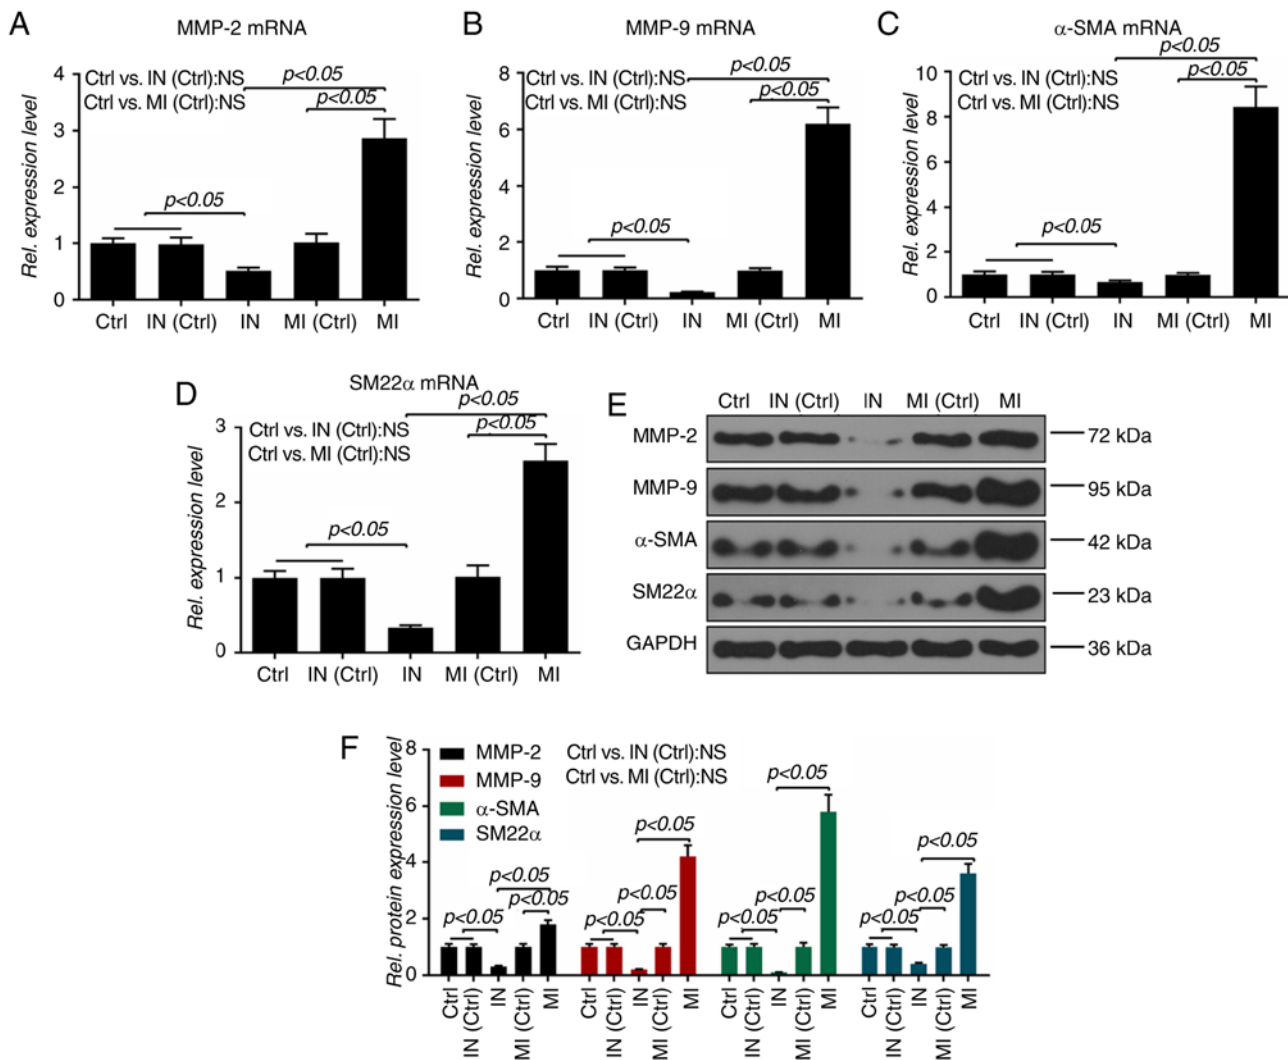 A
MMP-2 mRNA
Ctrl vs. IN (Ctrl):NS
Ctrl vs. MI (Ctrl):NS
p<0.05
p<0.05
p<0.05
Rel. expression level
4
3
2
1
0
Ctrl IN (Ctrl) IN MI (Ctrl) MI
B
MMP-9 mRNA
Ctrl vs. IN (Ctrl):NS
Ctrl vs. MI (Ctrl):NS
p<0.05
p<0.05
p<0.05
Rel. expression level
8
6
4
2
0
Ctrl IN (Ctrl) IN MI (Ctrl) MI
C
α-SMA mRNA
Ctrl vs. IN (Ctrl):NS
Ctrl vs. MI (Ctrl):NS
p<0.05
p<0.05
p<0.05
Rel. expression level
10
8
6
4
2
0
Ctrl IN (Ctrl) IN MI (Ctrl) MI
D
SM22α mRNA
Ctrl vs. IN (Ctrl):NS
Ctrl vs. MI (Ctrl):NS
p<0.05
p<0.05
p<0.05
Rel. expression level
3
2
1
0
Ctrl IN (Ctrl) IN MI (Ctrl) MI
E
Ctrl IN (Ctrl) IN MI (Ctrl) MI
MMP-2 72 kDa
MMP-9 95 kDa
α-SMA 42 kDa
SM22α 23 kDa
GAPDH 36 kDa
F
MMP-2
MMP-9
α-SMA
SM22α
Ctrl vs. IN (Ctrl):NS
Ctrl vs. MI (Ctrl):NS
Rel. protein expression level
8
6
4
2
0
p<0.05
p<0.05
p<0.05
p<0.05
p<0.05
p<0.05
p<0.05
p<0.05
p<0.05
p<0.05
p<0.05
p<0.05
Ctrl
IN (Ctrl)
IN
MI (Ctrl)
MI
Ctrl
IN (Ctrl)
IN
MI (Ctrl)
MI
Ctrl
IN (Ctrl)
IN
MI (Ctrl)
MI
Ctrl
IN (Ctrl)
IN
MI (Ctrl)
MI